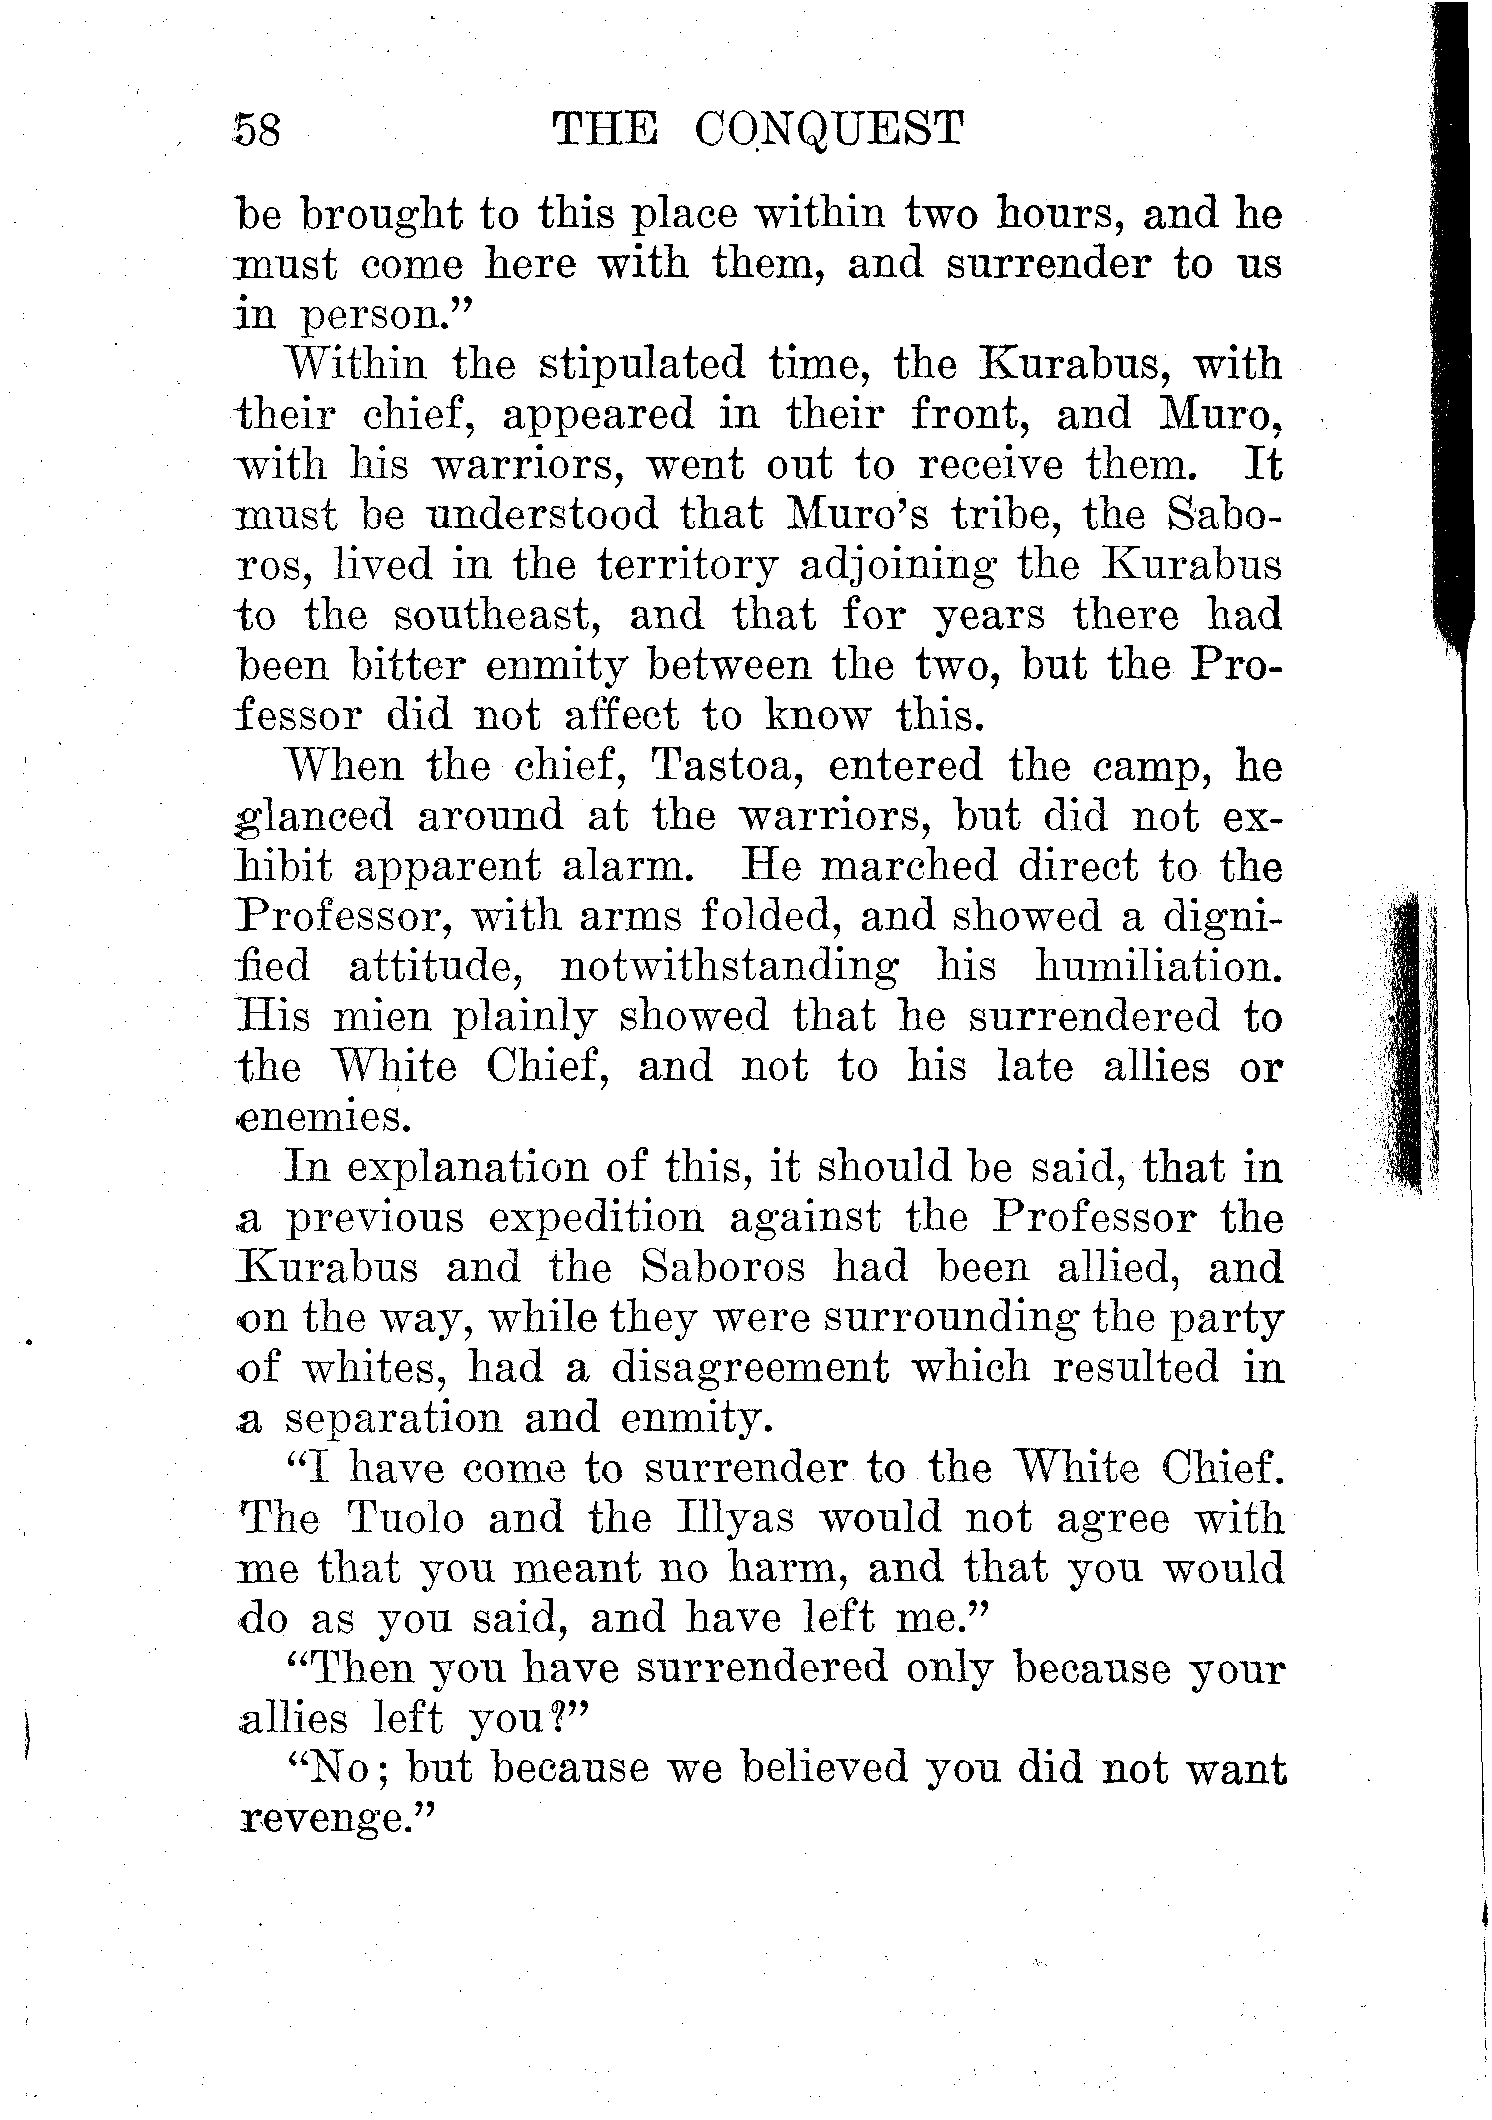 58 THE CONQUEST
be brought to this place within two hours, and he
must come here with them, and surrender to us
in person.”
Within the stipulated time, the Kurabus, with
their chief, appeared in their front, and Muro,
with his warriors, went out to receive them. It
must be understood that Muro’s tribe, the Sabo-
ros, lived in the territory adjoining the Kurabus
to the southeast, and that for years there had
been bitter enmity between the two, but the Pro-
fessor did not affect to know this.
When the chief, Tastoa, entered the camp, he
glanced around at the warriors, but did not ex-
hibit apparent alarm. He marched direct to the
Professor, with arms folded, and showed a digni-
fied attitude, notwithstanding his humiliation.
His mien plainly showed that he surrendered to
the White Chief, and not to his late allies or
enemies.
In explanation of this, it should be said, that in
a previous expedition against the Professor the
Kurabus and the Saboros had been allied, and
on the way, while they were surrounding the party
of whites, had a disagreement which resulted in
a separation and enmity.
“I have come to surrender to the White Chief.
The Tuolo and the Illyas would not agree with
me that you meant no harm, and that you would
do as you said, and have left me.”
“Then you have surrendered only because your
allies left you?”
“No; but because we believed you did not want
revenge.”